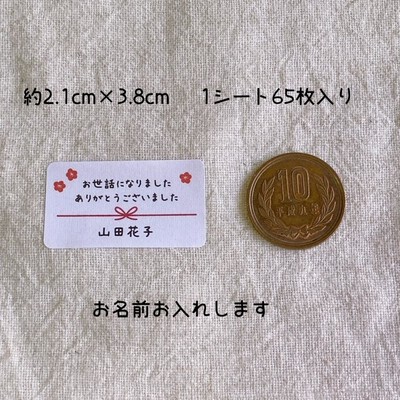 約2.1cm×3.8cm 1シート65枚入り
お世話になりました
ありがとうございました
山田花子
10
お名前お入れします